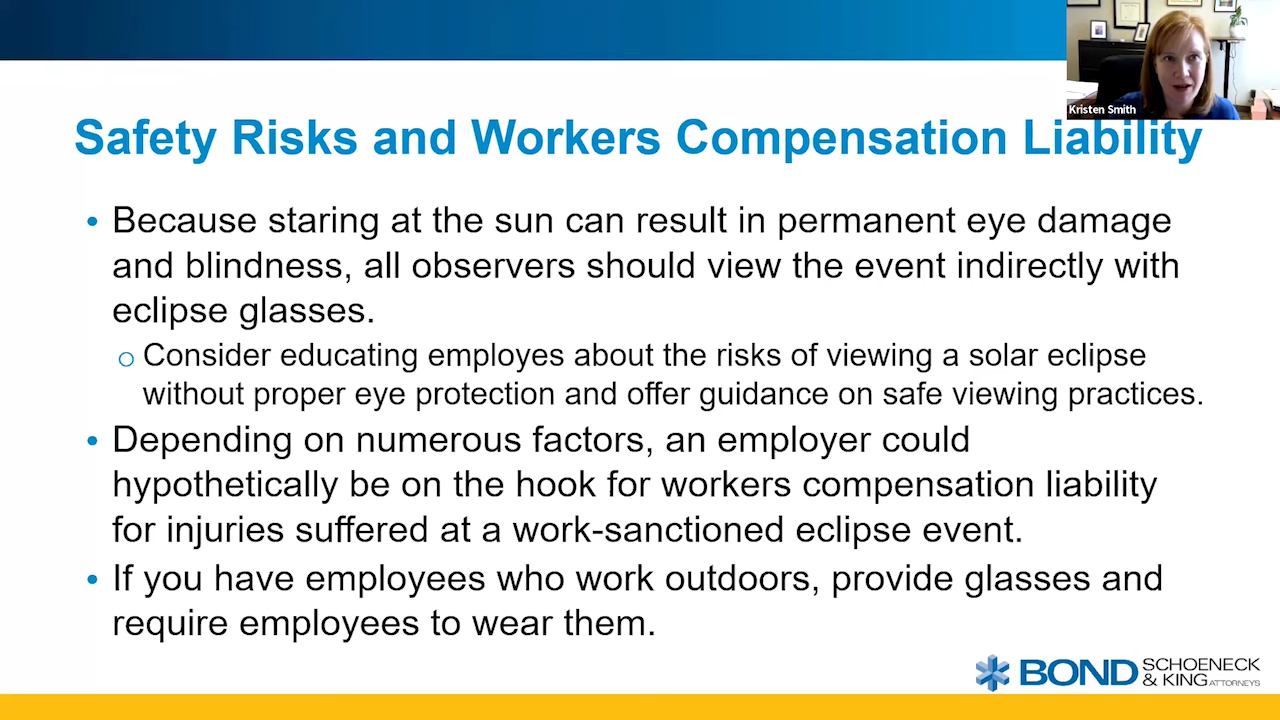 Kristen Smith
Safety Risks and Workers Compensation Liability
• Because staring at the sun can result in permanent eye damage
and blindness, all observers should view the event indirectly with
eclipse glasses.
o Consider educating employes about the risks of viewing a solar eclipse
without proper eye protection and offer guidance on safe viewing practices.
• Depending on numerous factors, an employer could
hypothetically be on the hook for workers compensation liability
for injuries suffered at a work-sanctioned eclipse event.
• If you have employees who work outdoors, provide glasses and
require employees to wear them.
BOND SCHOENECK
& KING ATTORNEYS